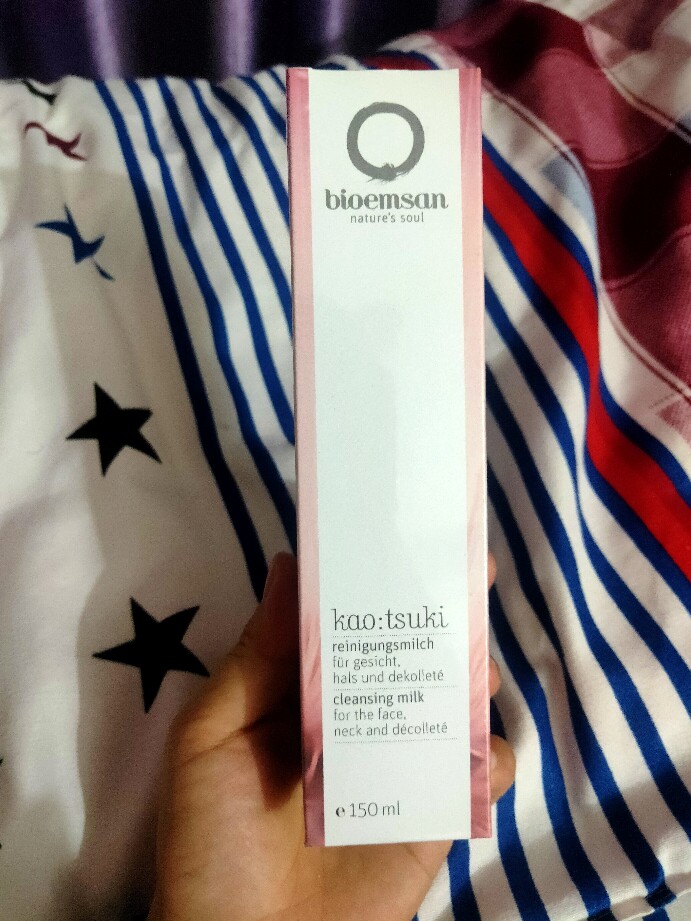 bioemsan
nature's soul
kao:tsuki
reinigungsmilch
für gesicht,
hals und dekolleté
cleansing milk
for the face,
neck and décolleté
℮ 150 ml